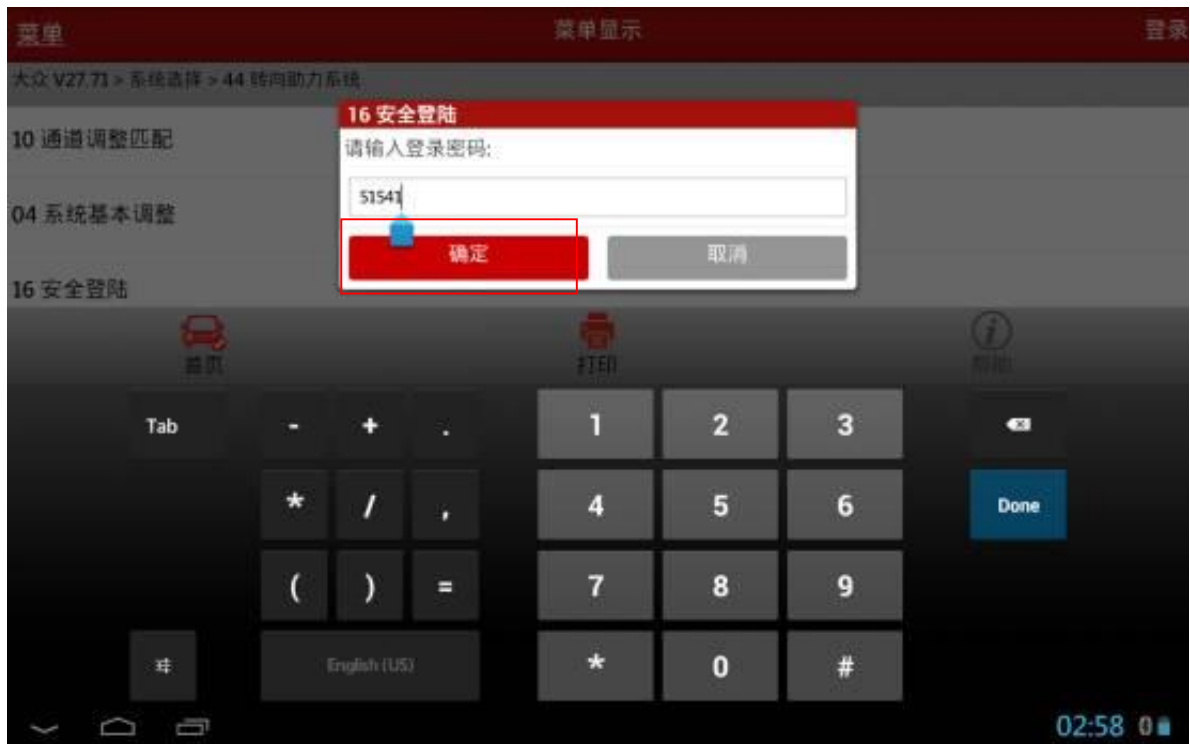 菜单 菜单显示 登录
大众 V27.71 > 系统选择 > 44 转向助力系统
16 安全登陆
10 通道调整匹配
请输入登录密码:
51541
04 系统基本调整
确定 取消
16 安全登陆
首页 打印 帮助
Tab - + . 1 2 3
* / , 4 5 6 Done
( ) = 7 8 9
English (US) * 0 #
02:58